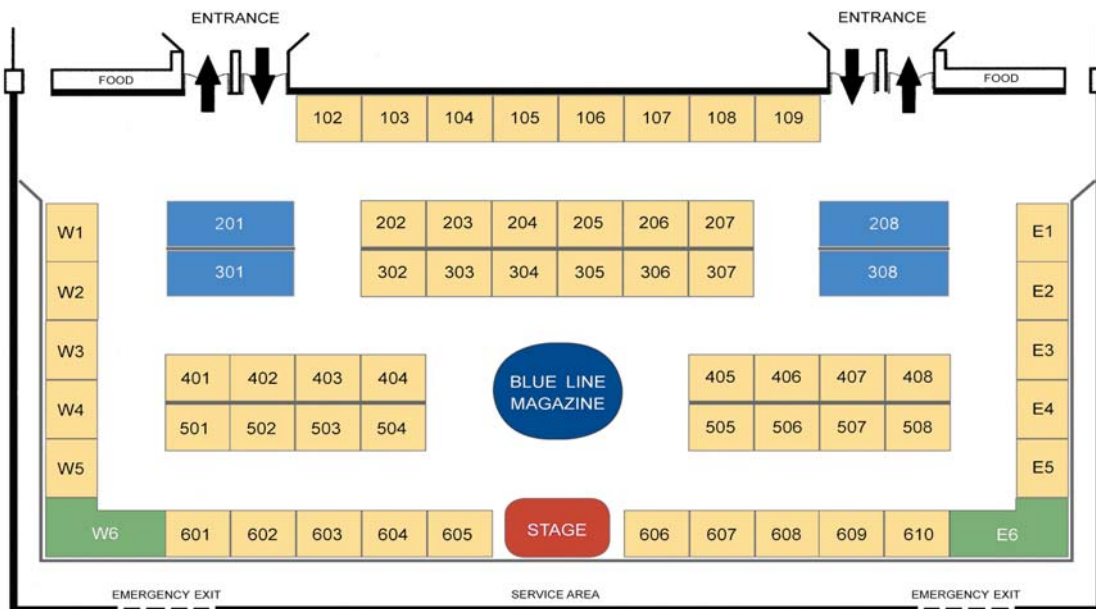 ENTRANCE ENTRANCE
FOOD FOOD
102 103 104 105 106 107 108 109
W1 201 202 203 204 205 206 207 208 E1
W2 301 302 303 304 305 306 307 308 E2
W3 401 402 403 404 405 406 407 408 E3
BLUE LINE
MAGAZINE
W4 501 502 503 504 505 506 507 508 E4
W5 E5
W6 601 602 603 604 605 STAGE 606 607 608 609 610 E6
EMERGENCY EXIT SERVICE AREA EMERGENCY EXIT